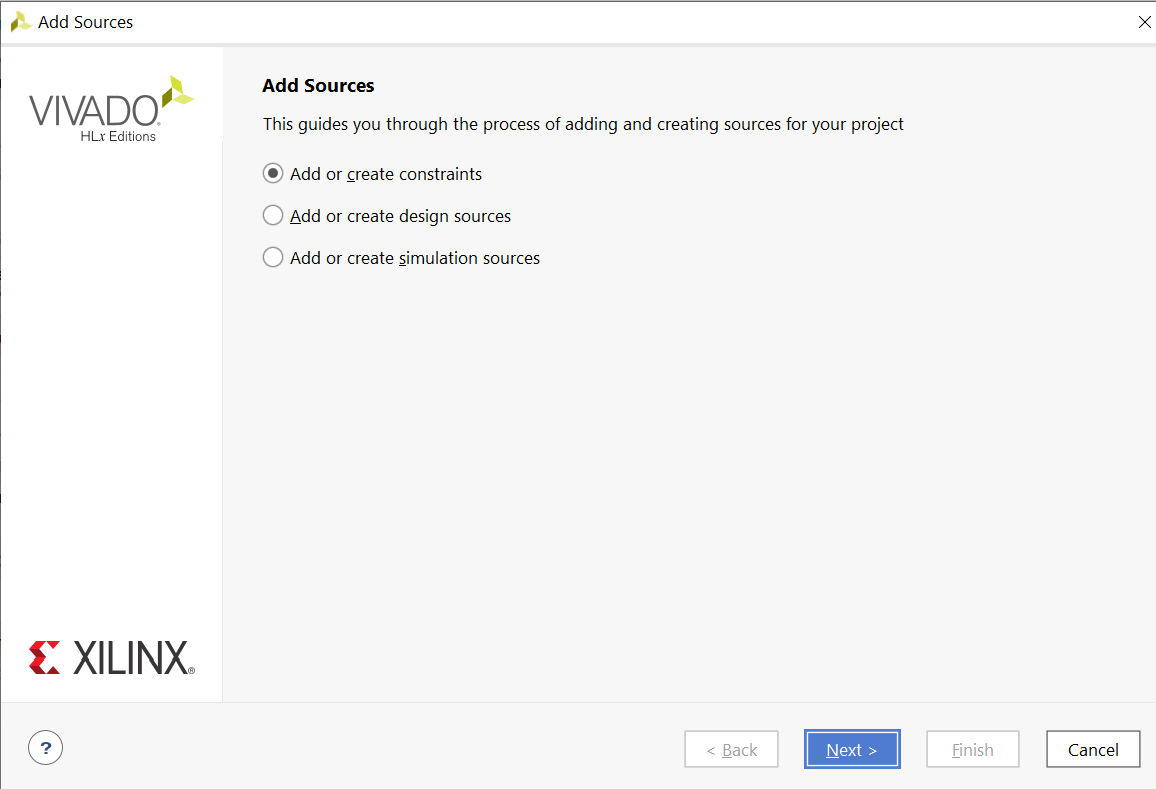 Add Sources
VIVADO
HLx Editions
Add Sources
This guides you through the process of adding and creating sources for your project
Add or create constraints
Add or create design sources
Add or create simulation sources
XILINX®
?
< Back
Next >
Finish
Cancel